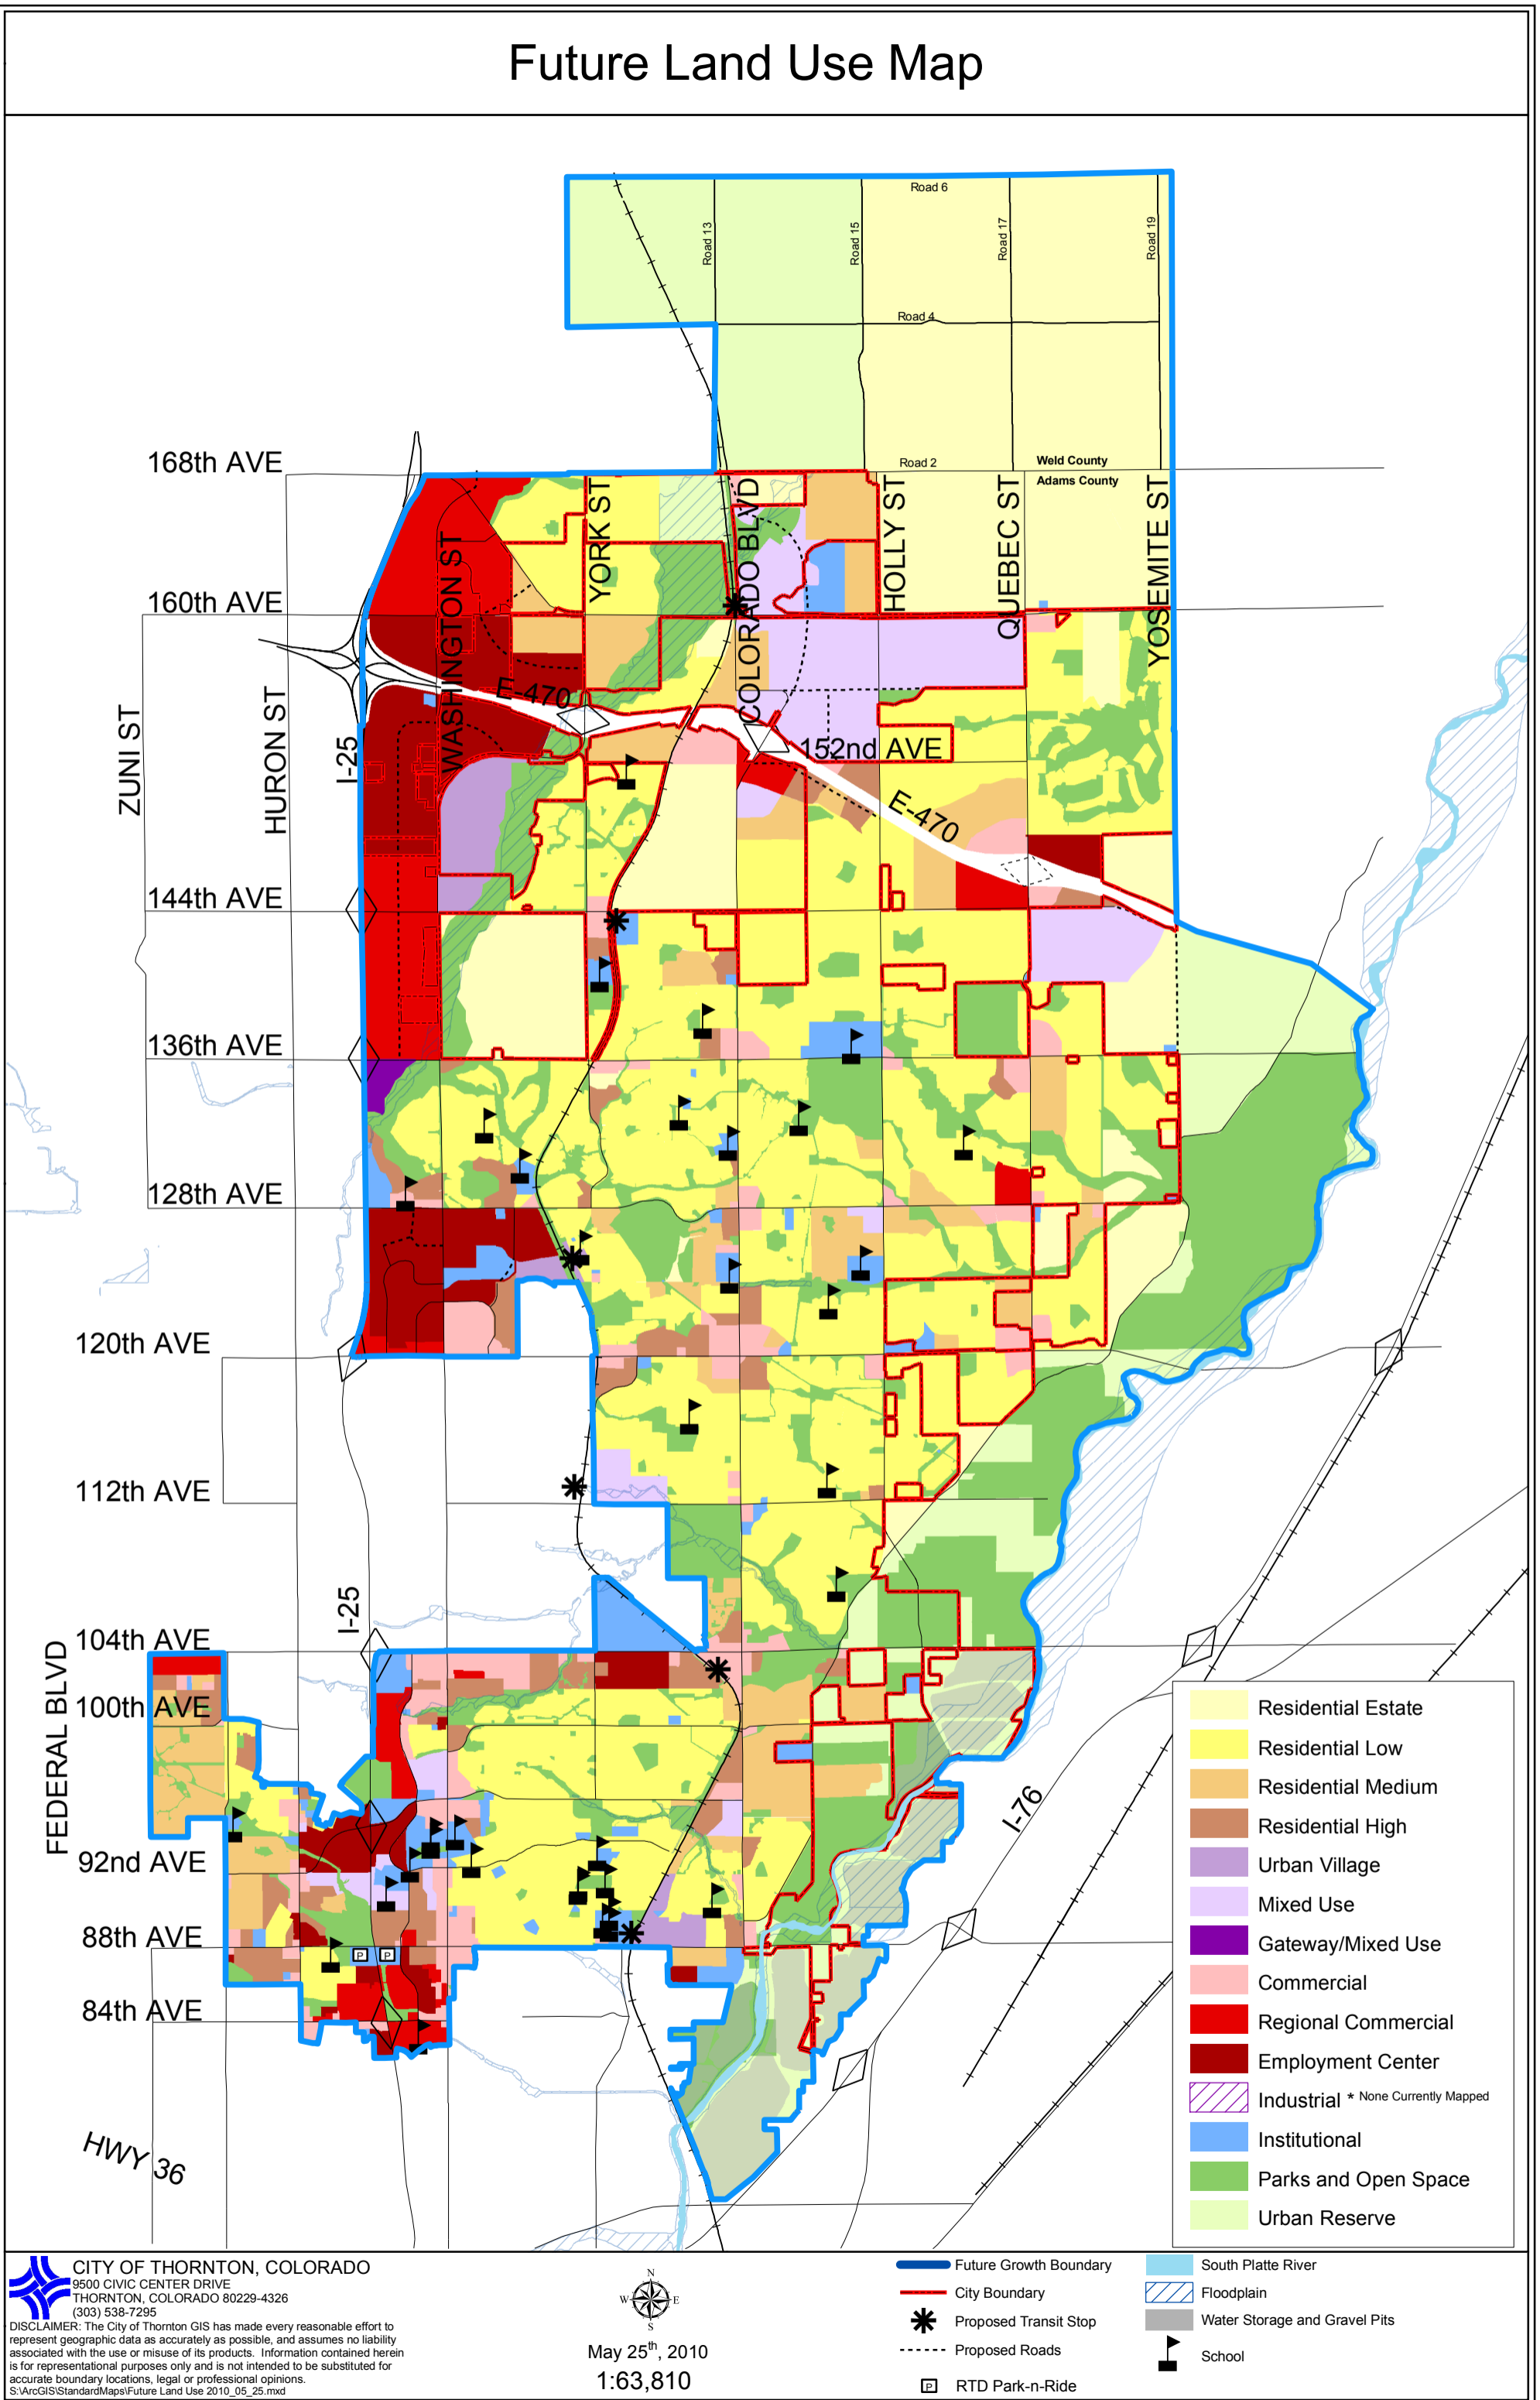 Future Land Use Map
Road 6
Road 13
Road 15
Road 17
Road 19
Road 4
168th AVE
Road 2
Weld County
Adams County
WASHINGTON ST
YORK ST
COLORADO BLVD
HOLLY ST
QUEBEC ST
YOSEMITE ST
160th AVE
ZUNI ST
HURON ST
I-25
E-470
152nd AVE
E-470
144th AVE
136th AVE
128th AVE
120th AVE
112th AVE
I-25
104th AVE
FEDERAL BLVD
100th AVE
I-76
92nd AVE
88th AVE
P
P
84th AVE
HWY 36
Residential Estate
Residential Low
Residential Medium
Residential High
Urban Village
Mixed Use
Gateway/Mixed Use
Commercial
Regional Commercial
Employment Center
Industrial * None Currently Mapped
Institutional
Parks and Open Space
Urban Reserve
CITY OF THORNTON, COLORADO
9500 CIVIC CENTER DRIVE
THORNTON, COLORADO 80229-4326
(303) 538-7295
DISCLAIMER: The City of Thornton GIS has made every reasonable effort to
represent geographic data as accurately as possible, and assumes no liability
associated with the use or misuse of its products. Information contained herein
is for representational purposes only and is not intended to be substituted for
accurate boundary locations, legal or professional opinions.
S:\ArcGIS\StandardMaps\Future Land Use 2010_05_25.mxd
N
W E
S
May 25th, 2010
1:63,810
Future Growth Boundary
City Boundary
Proposed Transit Stop
Proposed Roads
P RTD Park-n-Ride
South Platte River
Floodplain
Water Storage and Gravel Pits
School